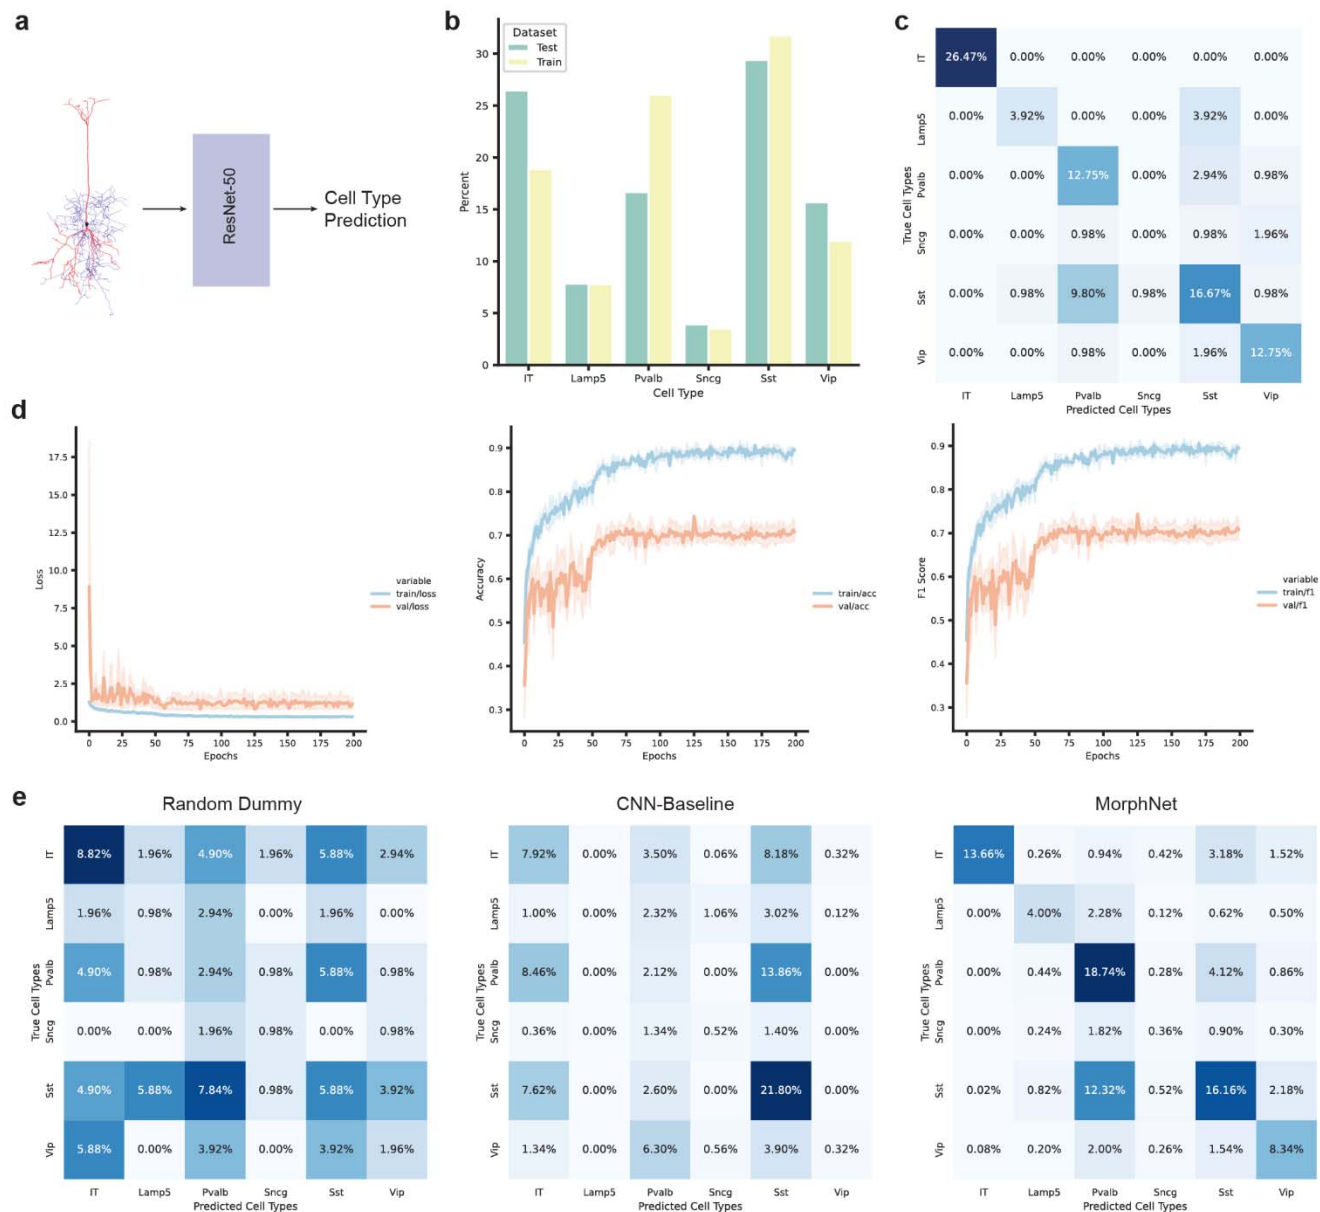 a
ResNet-50
Cell Type
Prediction
b
Dataset
Test
Train
Percent
30
25
20
15
10
5
0
IT Lamp5 Pvalb Sncg Sst Vip
Cell Type
c
True Cell Types
IT 26.47% 0.00% 0.00% 0.00% 0.00% 0.00%
Lamp5 0.00% 3.92% 0.00% 0.00% 3.92% 0.00%
Pvalb 0.00% 0.00% 12.75% 0.00% 2.94% 0.98%
Sncg 0.00% 0.00% 0.98% 0.00% 0.98% 1.96%
Sst 0.00% 0.98% 9.80% 0.98% 16.67% 0.98%
Vip 0.00% 0.00% 0.98% 0.00% 1.96% 12.75%
IT Lamp5 Pvalb Sncg Sst Vip
Predicted Cell Types
d
Loss
17.5
15.0
12.5
10.0
7.5
5.0
2.5
0.0
variable
train/loss
val/loss
0 25 50 75 100 125 150 175 200
Epochs
Accuracy
0.9
0.8
0.7
0.6
0.5
0.4
0.3
train/acc
val/acc
0 25 50 75 100 125 150 175 200
Epochs
F1 Score
0.9
0.8
0.7
0.6
0.5
0.4
0.3
variable
train/f1
val/f1
0 25 50 75 100 125 150 175 200
Epochs
e
Random Dummy
True Cell Types
IT 8.82% 1.96% 4.90% 1.96% 5.88% 2.94%
Lamp5 1.96% 0.98% 2.94% 0.00% 1.96% 0.00%
Pvalb 4.90% 0.98% 2.94% 0.98% 5.88% 0.98%
Sncg 0.00% 0.00% 1.96% 0.98% 0.00% 0.98%
Sst 4.90% 5.88% 7.84% 0.98% 5.88% 3.92%
Vip 5.88% 0.00% 3.92% 0.00% 3.92% 1.96%
IT Lamp5 Pvalb Sncg Sst Vip
Predicted Cell Types
CNN-Baseline
True Cell Types
IT 7.92% 0.00% 3.50% 0.06% 8.18% 0.32%
Lamp5 1.00% 0.00% 2.32% 1.06% 3.02% 0.12%
Pvalb 8.46% 0.00% 2.12% 0.00% 13.86% 0.00%
Sncg 0.36% 0.00% 1.34% 0.52% 1.40% 0.00%
Sst 7.62% 0.00% 2.60% 0.00% 21.80% 0.00%
Vip 1.34% 0.00% 6.30% 0.56% 3.90% 0.32%
IT Lamp5 Pvalb Sncg Sst Vip
Predicted Cell Types
MorphNet
True Cell Types
IT 13.66% 0.26% 0.94% 0.42% 3.18% 1.52%
Lamp5 0.00% 4.00% 2.28% 0.12% 0.62% 0.50%
Pvalb 0.00% 0.44% 18.74% 0.28% 4.12% 0.86%
Sncg 0.00% 0.24% 1.82% 0.36% 0.90% 0.30%
Sst 0.02% 0.82% 12.32% 0.52% 16.16% 2.18%
Vip 0.08% 0.20% 2.00% 0.26% 1.54% 8.34%
IT Lamp5 Pvalb Sncg Sst Vip
Predicted Cell Types